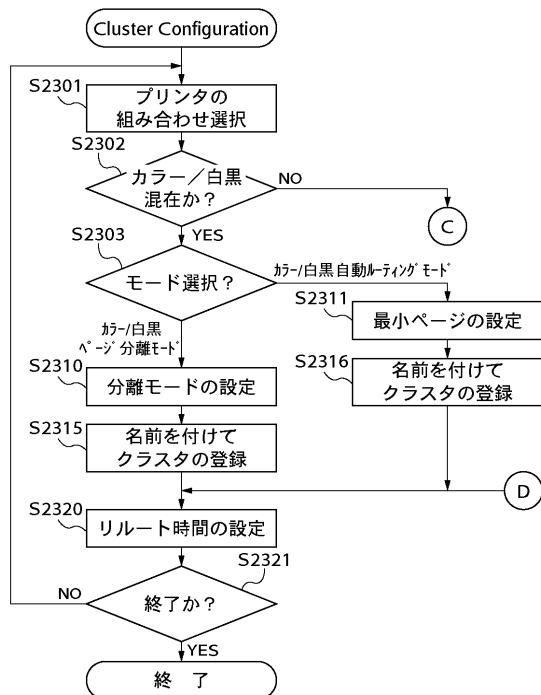 Cluster Configuration
S2301
プリンタの
組み合わせ選択
S2302
カラー／白黒
混在か？
NO
C
YES
S2303
モード選択？
カラー/白黒自動ルーティングモード
カラー/白黒
ページ分離モード
S2311
最小ページの設定
S2310
分離モードの設定
S2316
名前を付けて
クラスタの登録
S2315
名前を付けて
クラスタの登録
D
S2320
リルート時間の設定
S2321
終了か？
NO
YES
終 了